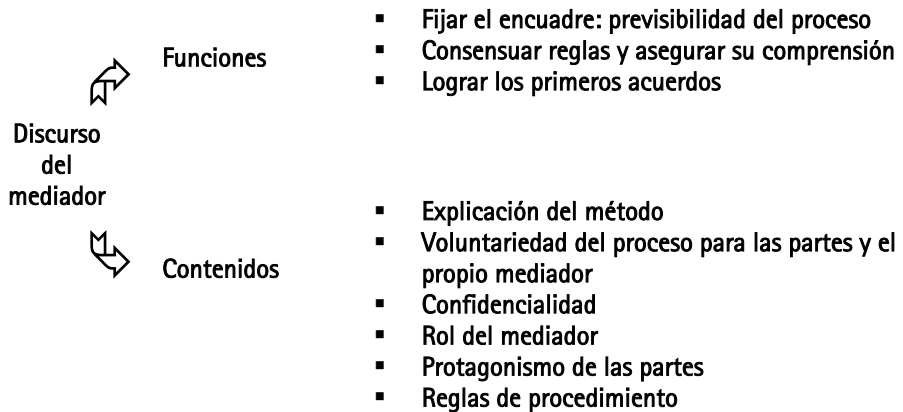 Discurso
del
mediador
Funciones
▪ Fijar el encuadre: previsibilidad del proceso
▪ Consensuar reglas y asegurar su comprensión
▪ Lograr los primeros acuerdos
Contenidos
▪ Explicación del método
▪ Voluntariedad del proceso para las partes y el
propio mediador
▪ Confidencialidad
▪ Rol del mediador
▪ Protagonismo de las partes
▪ Reglas de procedimiento